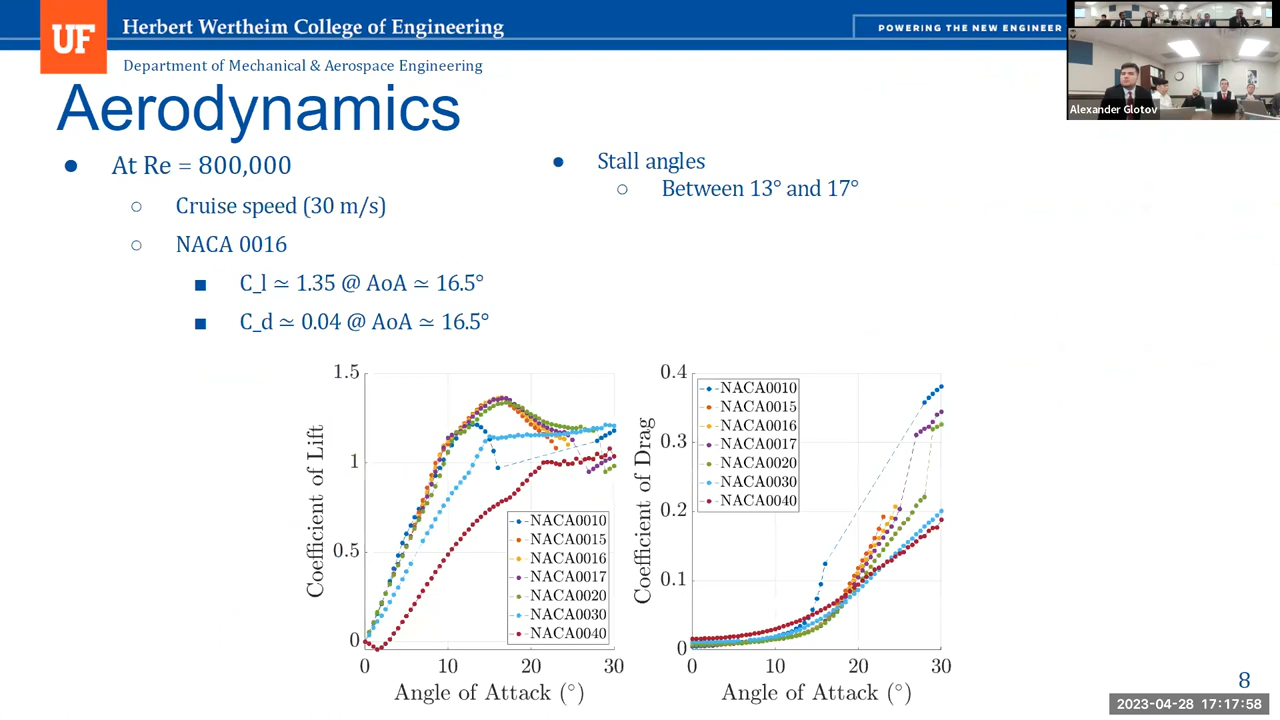 UF
Herbert Wertheim College of Engineering
POWERING THE NEW ENGINEER
Department of Mechanical & Aerospace Engineering
Alexander Glotov
Aerodynamics
● At Re = 800,000
○ Cruise speed (30 m/s)
○ NACA 0016
■ C_l ≃ 1.35 @ AoA ≃ 16.5°
■ C_d ≃ 0.04 @ AoA ≃ 16.5°
● Stall angles
○ Between 13° and 17°
Coefficient of Lift
1.5
1
0.5
0
NACA0010
NACA0015
NACA0016
NACA0017
NACA0020
NACA0030
NACA0040
0 10 20 30
Angle of Attack (°)
Coefficient of Drag
0.4
0.3
0.2
0.1
0
NACA0010
NACA0015
NACA0016
NACA0017
NACA0020
NACA0030
NACA0040
0 10 20 30
Angle of Attack (°)
8
2023-04-28 17:17:58